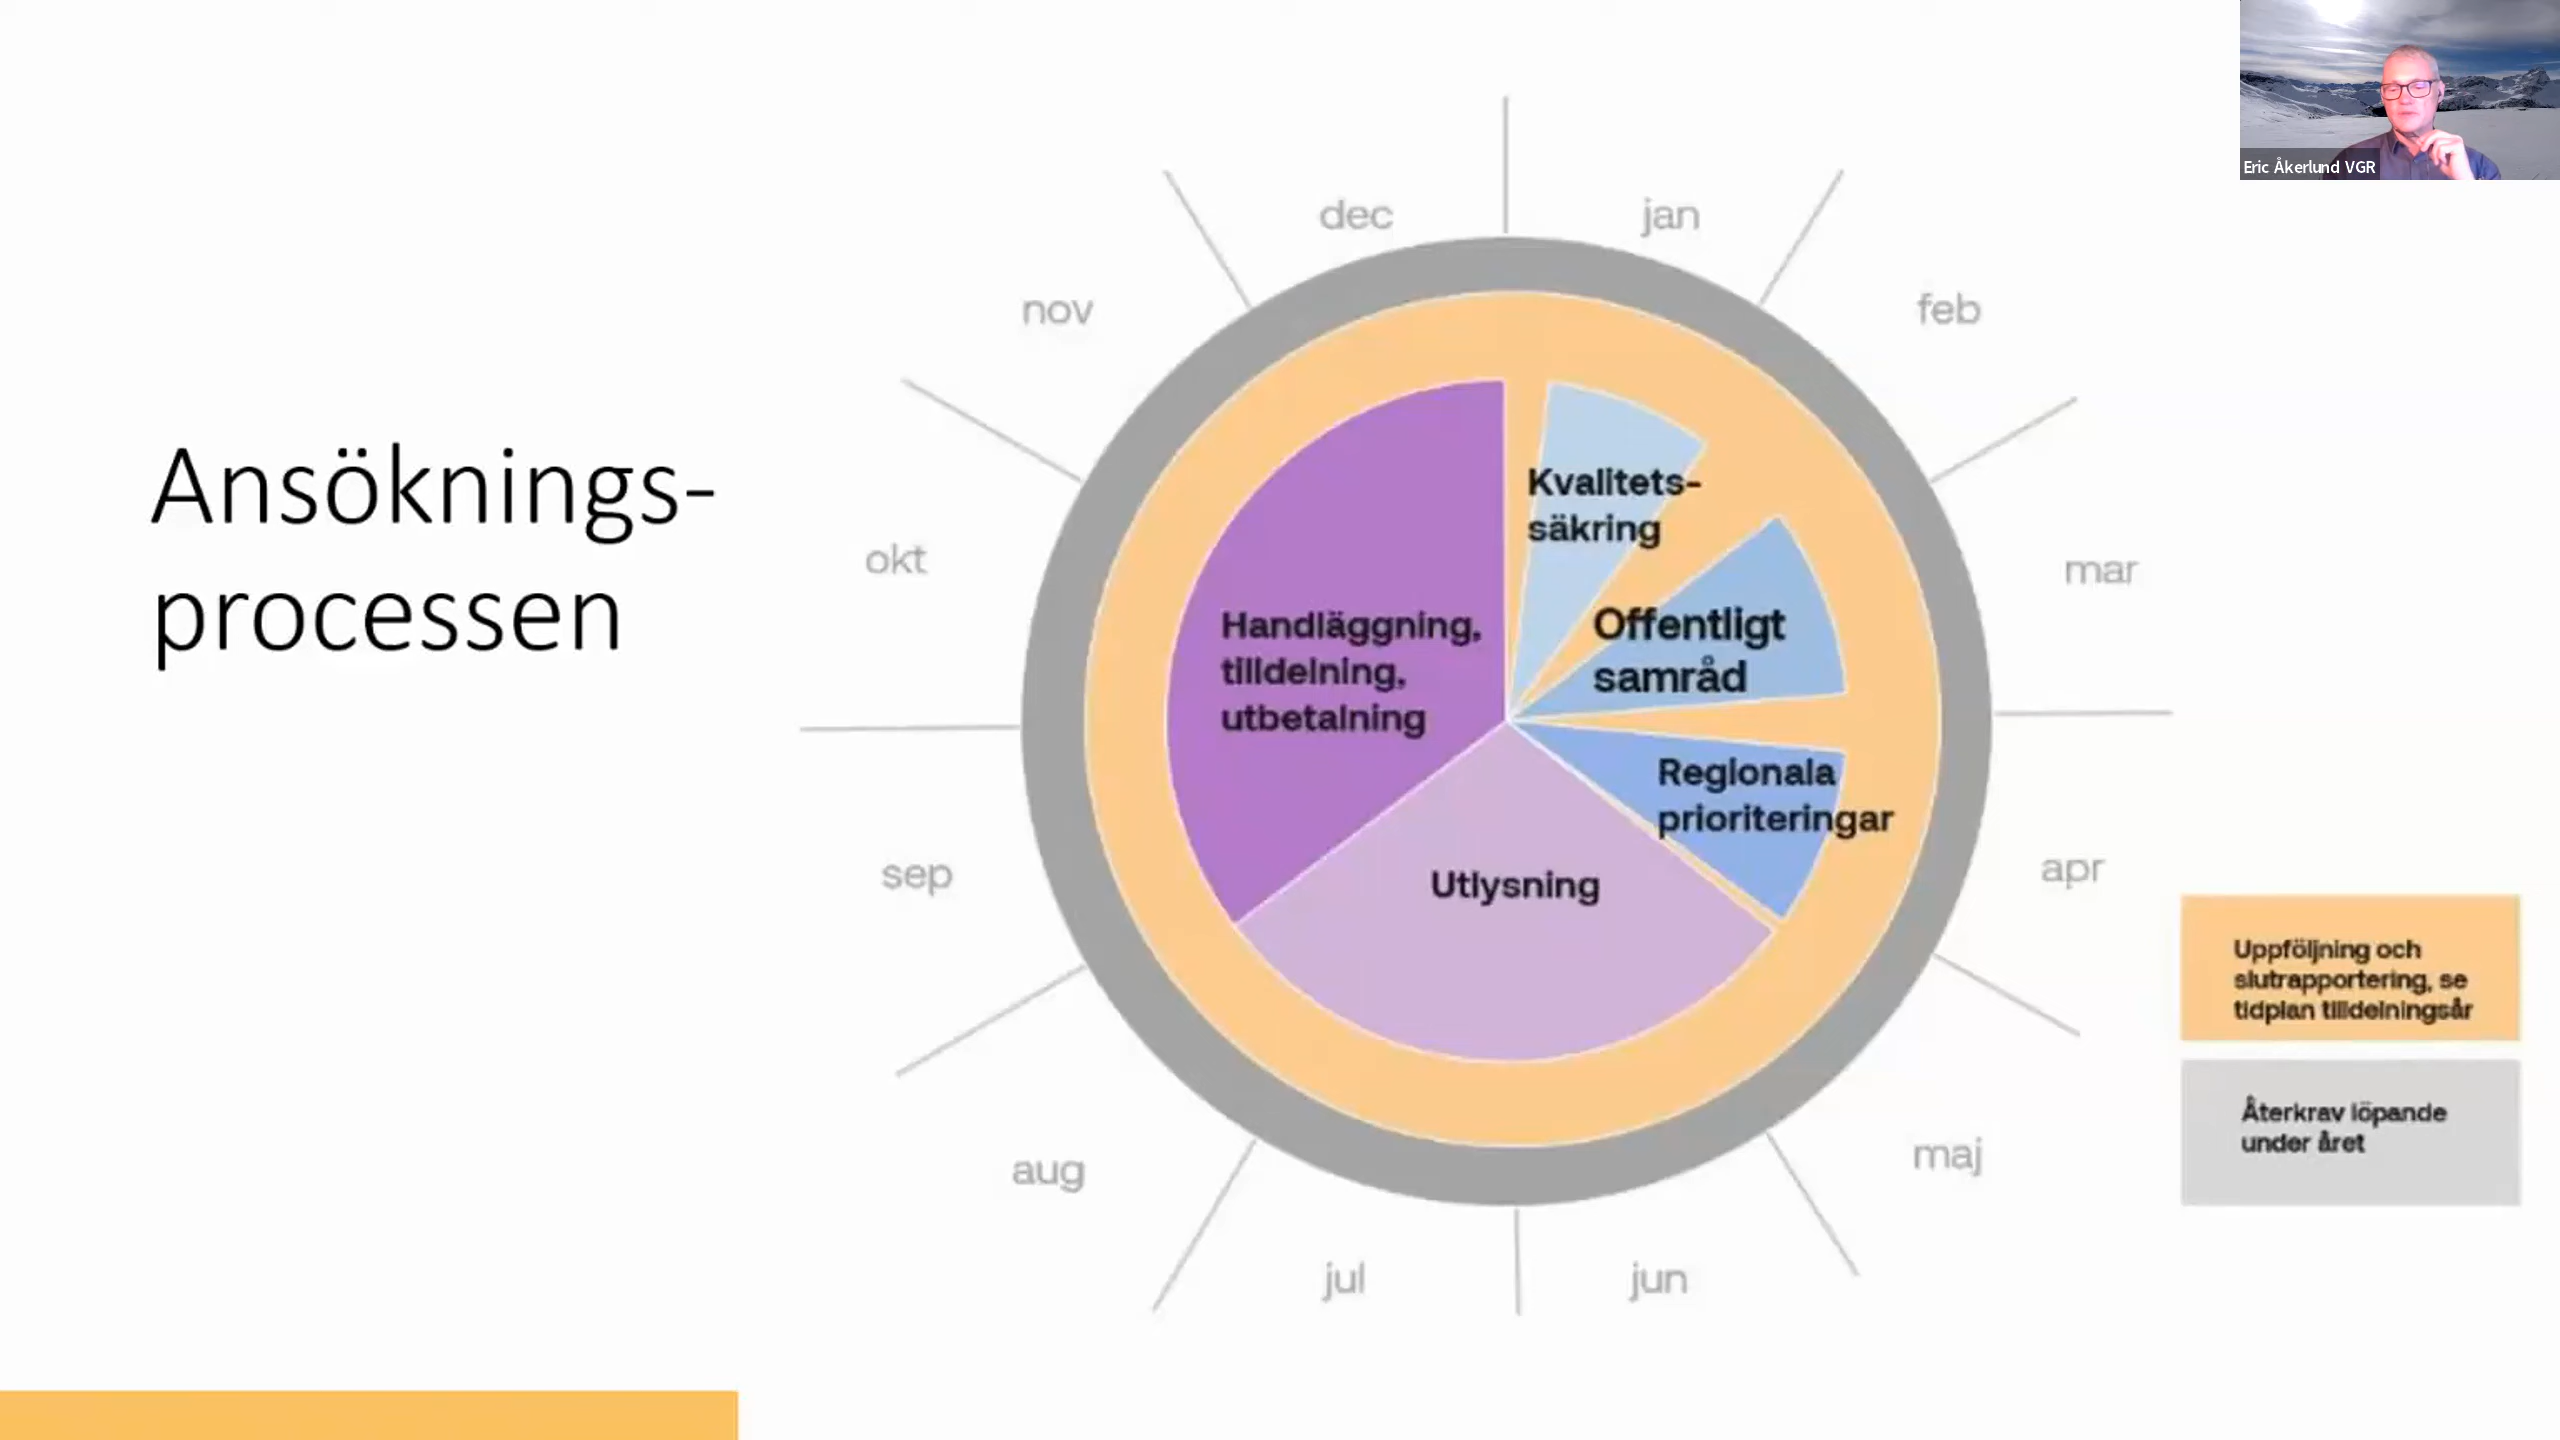 Eric Åkerlund VGR
Ansöknings-
processen
dec
jan
nov
feb
okt
mar
sep
apr
aug
maj
jul
jun
Kvalitets-
säkring
Offentligt
samråd
Regionala
prioriteringar
Utlysning
Handläggning,
tilldelning,
utbetalning
Uppföljning och
slutrapportering, se
tidplan tilldelningsår
Återkrav löpande
under året